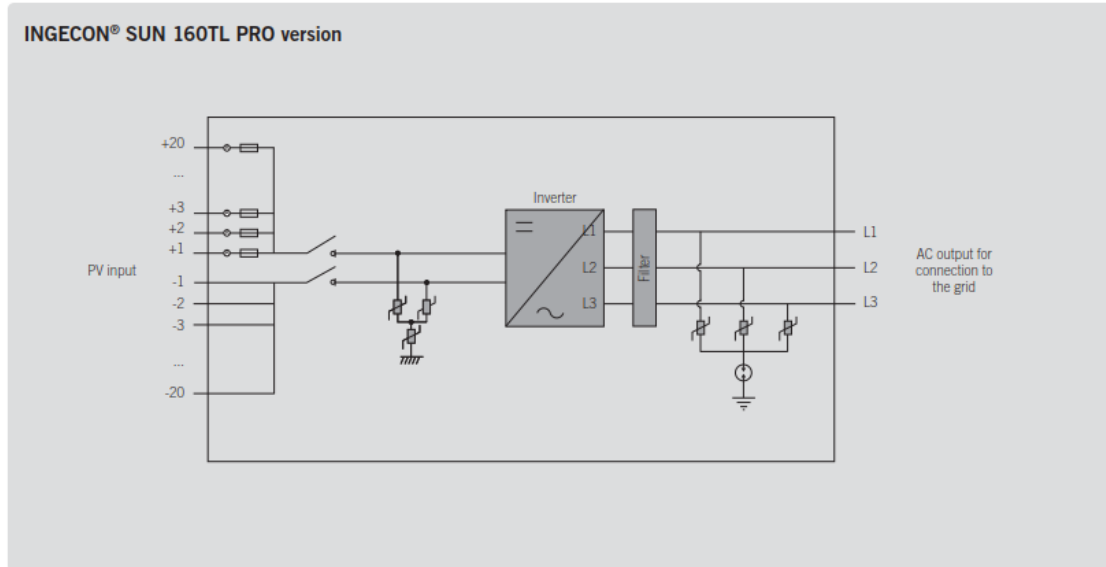 INGECON® SUN 160TL PRO version
+20
...
+3
+2
+1
PV input
-1
-2
-3
...
-20
Inverter
L1
L2
L3
Filter
L1
L2
L3
AC output for
connection to
the grid